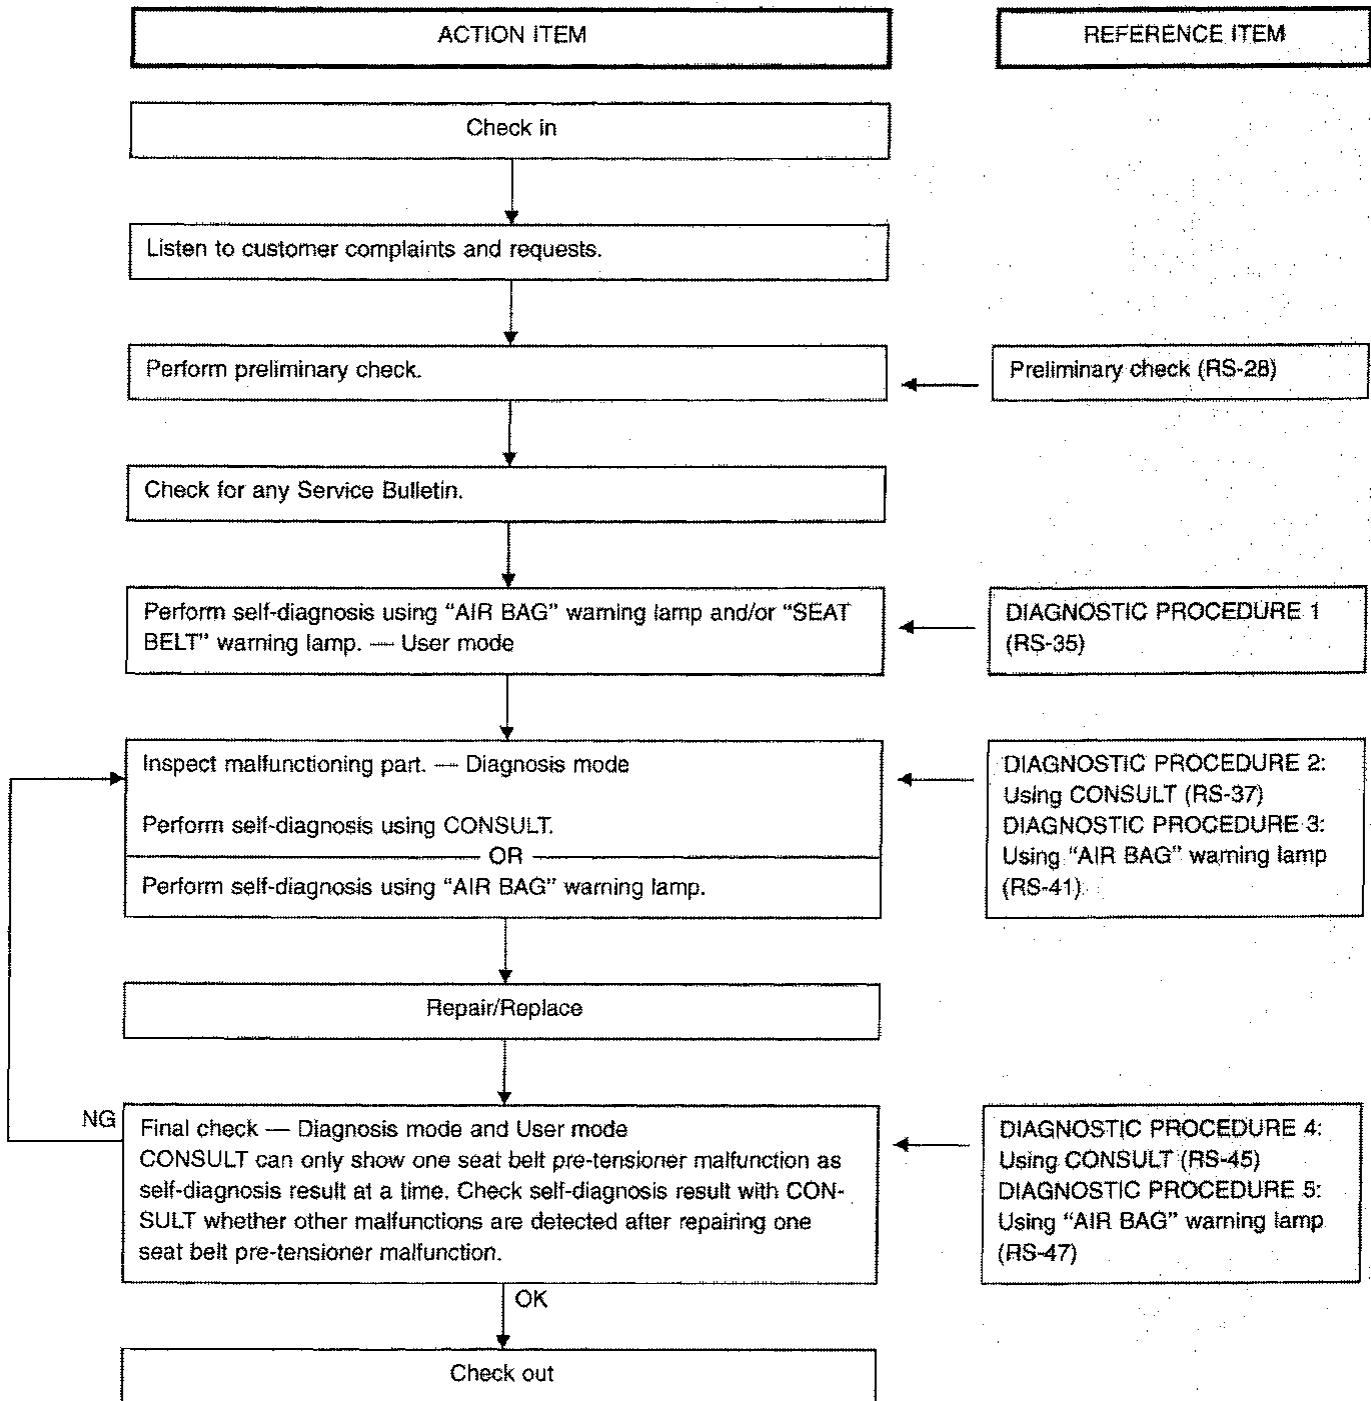 ACTION ITEM
REFERENCE ITEM
Check in
Listen to customer complaints and requests.
Perform preliminary check.
Preliminary check (RS-28)
Check for any Service Bulletin.
Perform self-diagnosis using “AIR BAG” warning lamp and/or “SEAT
BELT” warning lamp. — User mode
DIAGNOSTIC PROCEDURE 1
(RS-35)
Inspect malfunctioning part. — Diagnosis mode
Perform self-diagnosis using CONSULT.
OR
Perform self-diagnosis using “AIR BAG” warning lamp.
DIAGNOSTIC PROCEDURE 2:
Using CONSULT (RS-37)
DIAGNOSTIC PROCEDURE 3:
Using “AIR BAG” warning lamp
(RS-41)
Repair/Replace
NG
Final check — Diagnosis mode and User mode
CONSULT can only show one seat belt pre-tensioner malfunction as
self-diagnosis result at a time. Check self-diagnosis result with CON-
SULT whether other malfunctions are detected after repairing one
seat belt pre-tensioner malfunction.
DIAGNOSTIC PROCEDURE 4:
Using CONSULT (RS-45)
DIAGNOSTIC PROCEDURE 5:
Using “AIR BAG” warning lamp
(RS-47)
OK
Check out